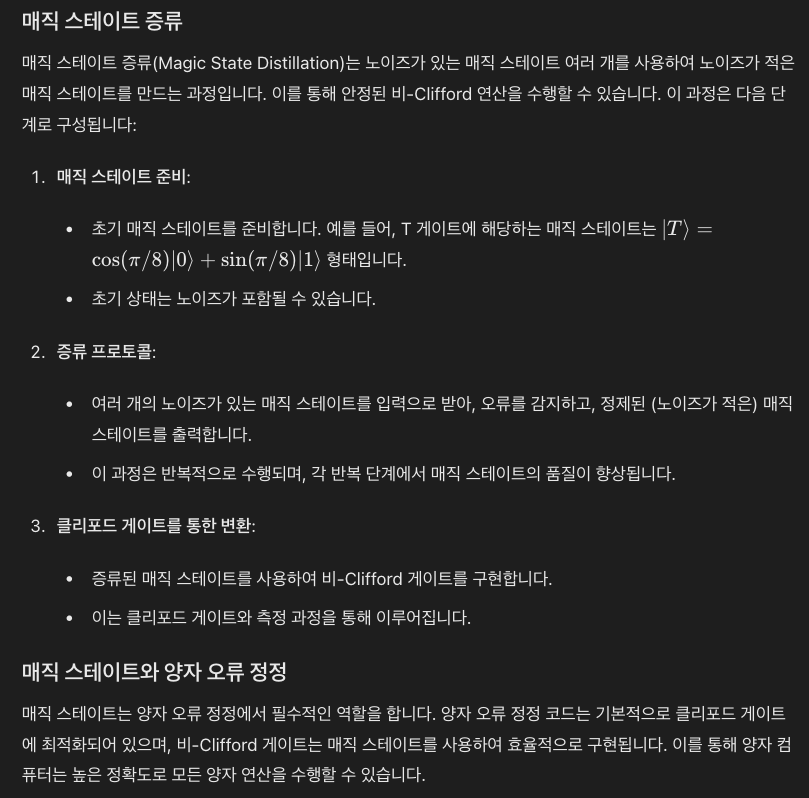 매직 스테이트 증류
매직 스테이트 증류(Magic State Distillation)는 노이즈가 있는 매직 스테이트 여러 개를 사용하여 노이즈가 적은
매직 스테이트를 만드는 과정입니다. 이를 통해 안정된 비-Clifford 연산을 수행할 수 있습니다. 이 과정은 다음 단
계로 구성됩니다:
1. 매직 스테이트 준비:
• 초기 매직 스테이트를 준비합니다. 예를 들어, T 게이트에 해당하는 매직 스테이트는 |T⟩ =
cos(π/8)|0⟩ + sin(π/8)|1⟩ 형태입니다.
• 초기 상태는 노이즈가 포함될 수 있습니다.
2. 증류 프로토콜:
• 여러 개의 노이즈가 있는 매직 스테이트를 입력으로 받아, 오류를 감지하고, 정제된 (노이즈가 적은) 매직
스테이트를 출력합니다.
• 이 과정은 반복적으로 수행되며, 각 반복 단계에서 매직 스테이트의 품질이 향상됩니다.
3. 클리포드 게이트를 통한 변환:
• 증류된 매직 스테이트를 사용하여 비-Clifford 게이트를 구현합니다.
• 이는 클리포드 게이트와 측정 과정을 통해 이루어집니다.
매직 스테이트와 양자 오류 정정
매직 스테이트는 양자 오류 정정에서 필수적인 역할을 합니다. 양자 오류 정정 코드는 기본적으로 클리포드 게이트
에 최적화되어 있으며, 비-Clifford 게이트는 매직 스테이트를 사용하여 효율적으로 구현됩니다. 이를 통해 양자 컴
퓨터는 높은 정확도로 모든 양자 연산을 수행할 수 있습니다.